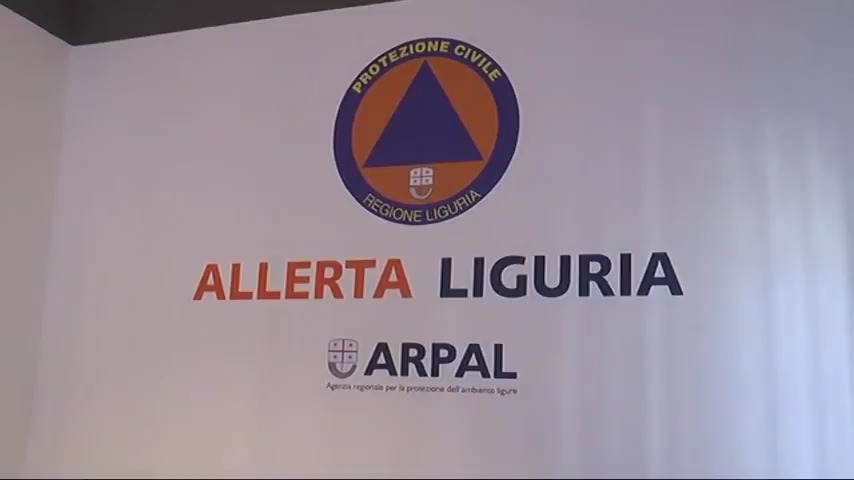 PROTEZIONE CIVILE
REGIONE LIGURIA
ALLERTA LIGURIA
ARPAL
Agenzia regionale per la protezione dell'ambiente ligure